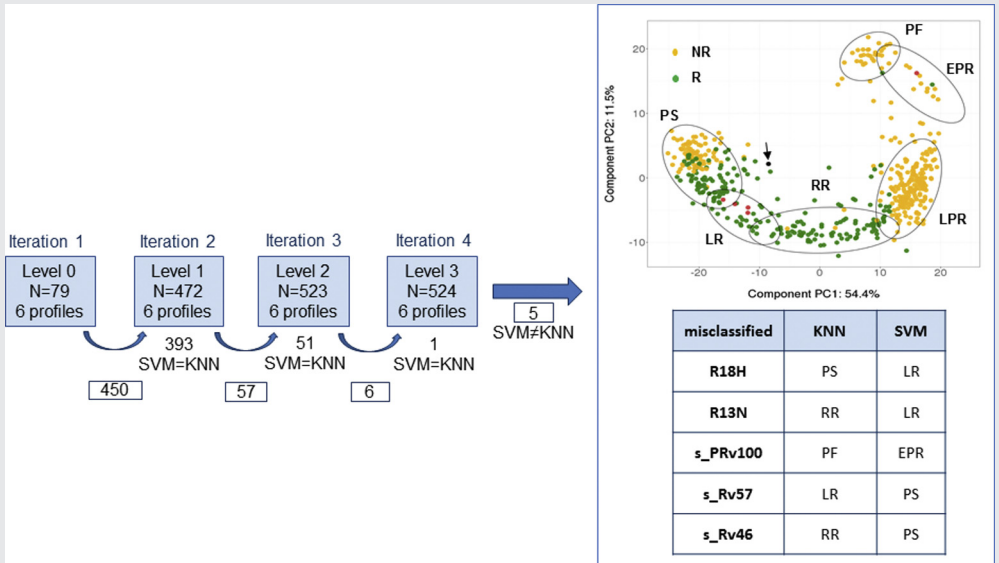 Iteration 1
Iteration 2
Iteration 3
Iteration 4
Level 0
N=79
6 profiles
Level 1
N=472
6 profiles
Level 2
N=523
6 profiles
Level 3
N=524
6 profiles
393
SVM=KNN
51
SVM=KNN
1
SVM=KNN
450
57
6
5
SVM≠KNN
PF
EPR
NR
R
PS
RR
LR
LPR
Component PC2: 11.5%
20
10
0
-10
-20
-10
0
10
20
Component PC1: 54.4%
misclassified KNN SVM
R18H PS LR
R13N RR LR
s_PRv100 PF EPR
s_Rv57 LR PS
s_Rv46 RR PS